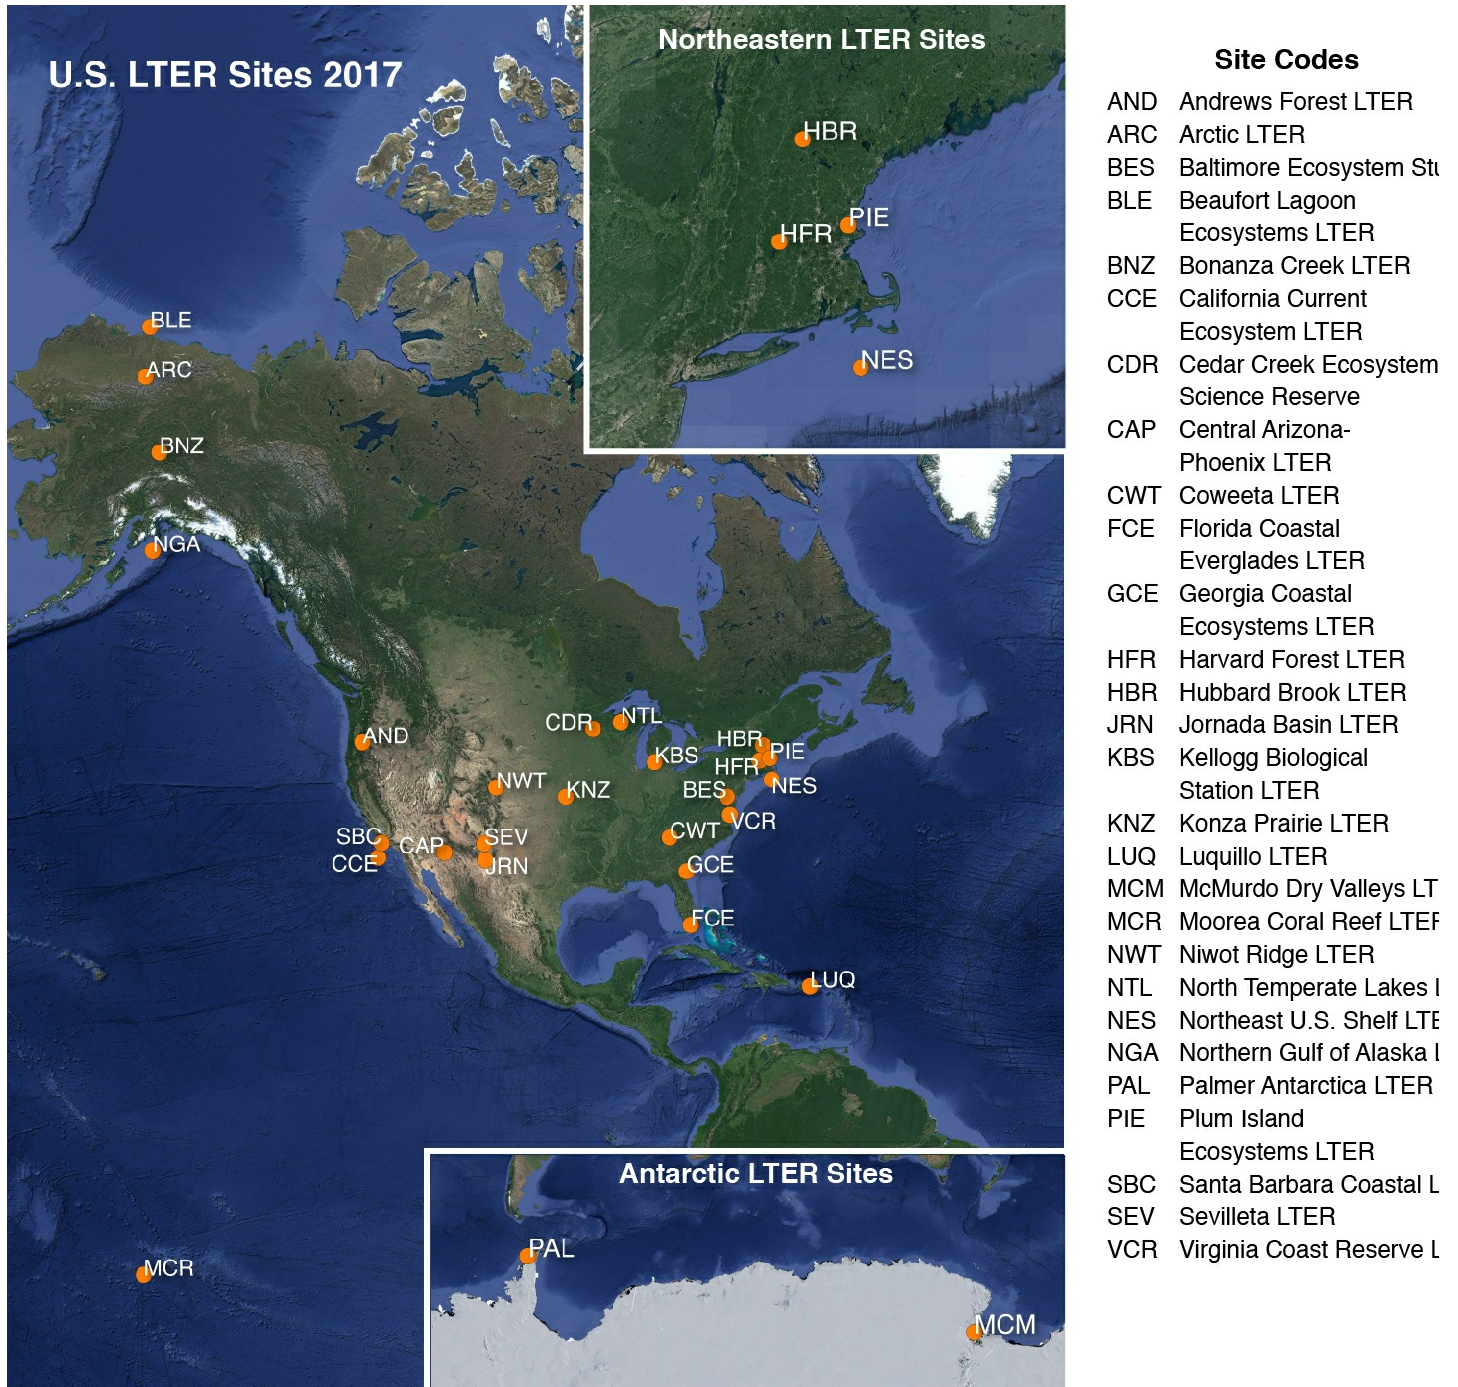 U.S. LTER Sites 2017
BLE
ARC
BNZ
NGA
AND
CDR
NTL
KBS
HBR
PIE
HFR
NES
NWT
KNZ
BES
VCR
SBC
CCE
CAP
SEV
JRN
CWT
GCE
FCE
LUQ
MCR
Northeastern LTER Sites
HBR
PIE
HFR
NES
Antarctic LTER Sites
PAL
MCM
Site Codes
AND Andrews Forest LTER
ARC Arctic LTER
BES Baltimore Ecosystem Stu
BLE Beaufort Lagoon
Ecosystems LTER
BNZ Bonanza Creek LTER
CCE California Current
Ecosystem LTER
CDR Cedar Creek Ecosystem
Science Reserve
CAP Central Arizona-
Phoenix LTER
CWT Coweeta LTER
FCE Florida Coastal
Everglades LTER
GCE Georgia Coastal
Ecosystems LTER
HFR Harvard Forest LTER
HBR Hubbard Brook LTER
JRN Jornada Basin LTER
KBS Kellogg Biological
Station LTER
KNZ Konza Prairie LTER
LUQ Luquillo LTER
MCM McMurdo Dry Valleys LT
MCR Moorea Coral Reef LTER
NWT Niwot Ridge LTER
NTL North Temperate Lakes L
NES Northeast U.S. Shelf LTE
NGA Northern Gulf of Alaska L
PAL Palmer Antarctica LTER
PIE Plum Island
Ecosystems LTER
SBC Santa Barbara Coastal L
SEV Sevilleta LTER
VCR Virginia Coast Reserve L